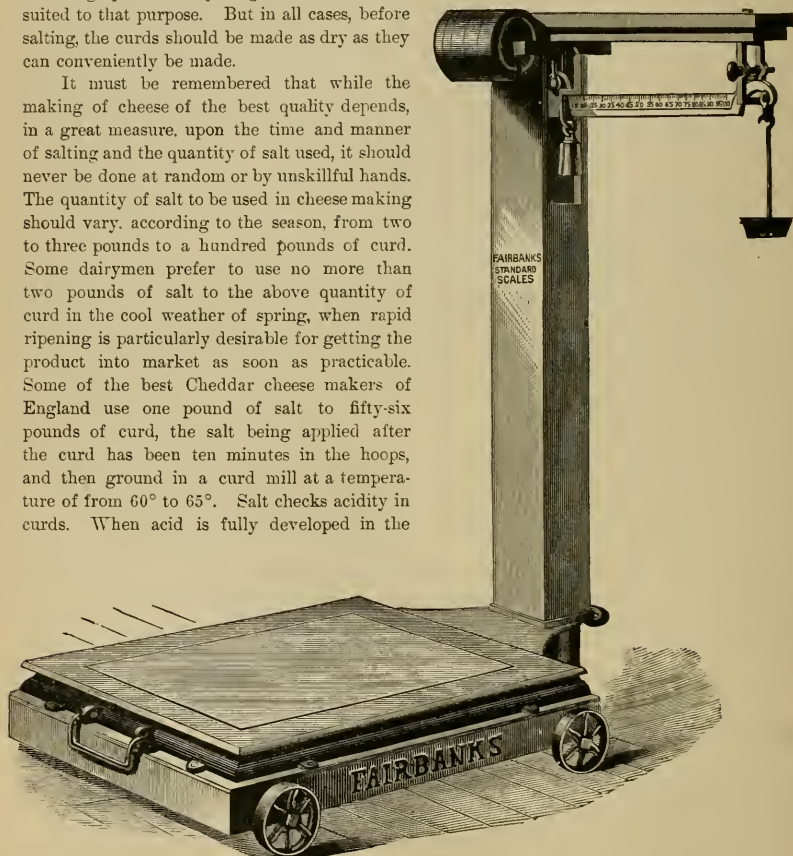 suited to that purpose. But in all cases, before
salting, the curds should be made as dry as they
can conveniently be made.
It must be remembered that while the
making of cheese of the best quality depends,
in a great measure, upon the time and manner
of salting and the quantity of salt used, it should
never be done at random or by unskillful hands.
The quantity of salt to be used in cheese making
should vary. according to the season, from two
to three pounds to a hundred pounds of curd.
Some dairymen prefer to use no more than
two pounds of salt to the above quantity of
curd in the cool weather of spring, when rapid
ripening is particularly desirable for getting the
product into market as soon as practicable.
Some of the best Cheddar cheese makers of
England use one pound of salt to fifty-six
pounds of curd, the salt being applied after
the curd has been ten minutes in the hoops,
and then ground in a curd mill at a tempera-
ture of from 60° to 65°. Salt checks acidity in
curds. When acid is fully developed in the
FAIRBANKS
STANDARD
SCALES
FAIRBANKS